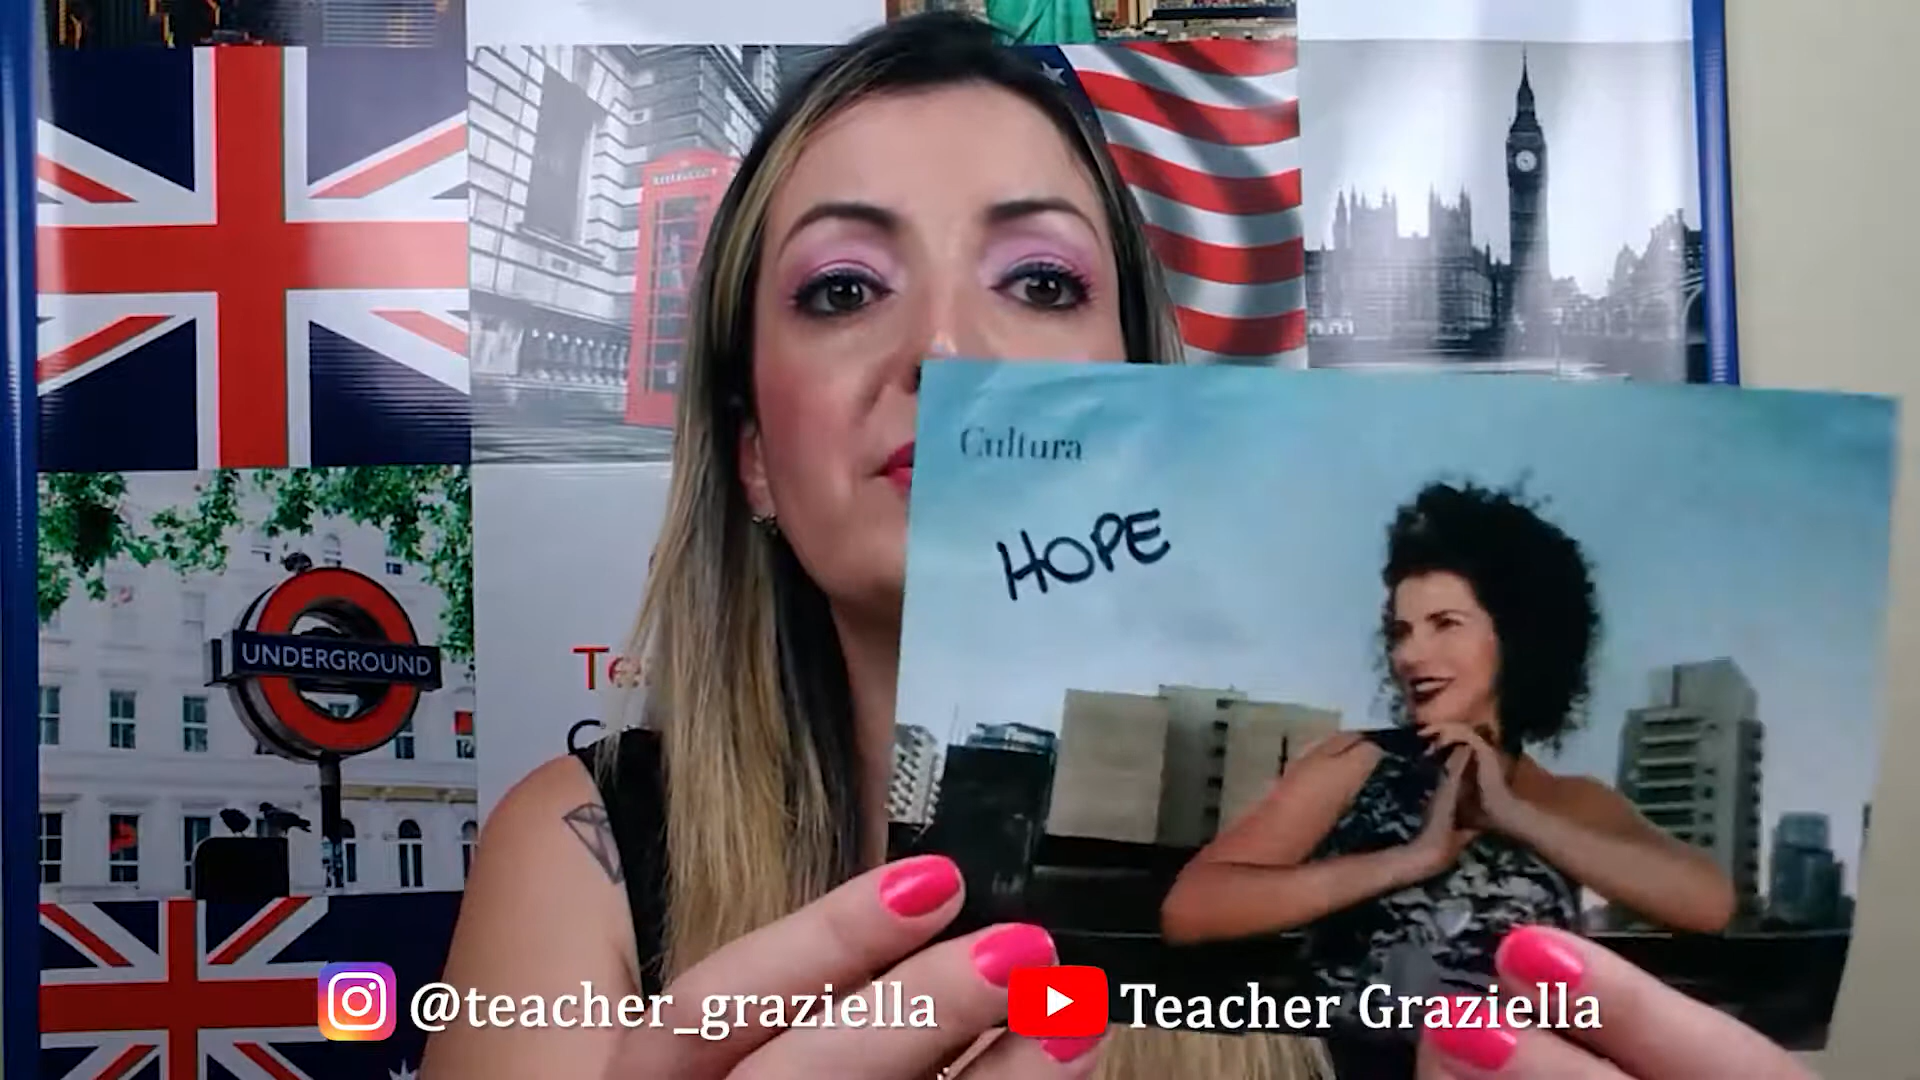 Cultura
HOPE
UNDERGROUND
@teacher_graziella
Teacher Graziella